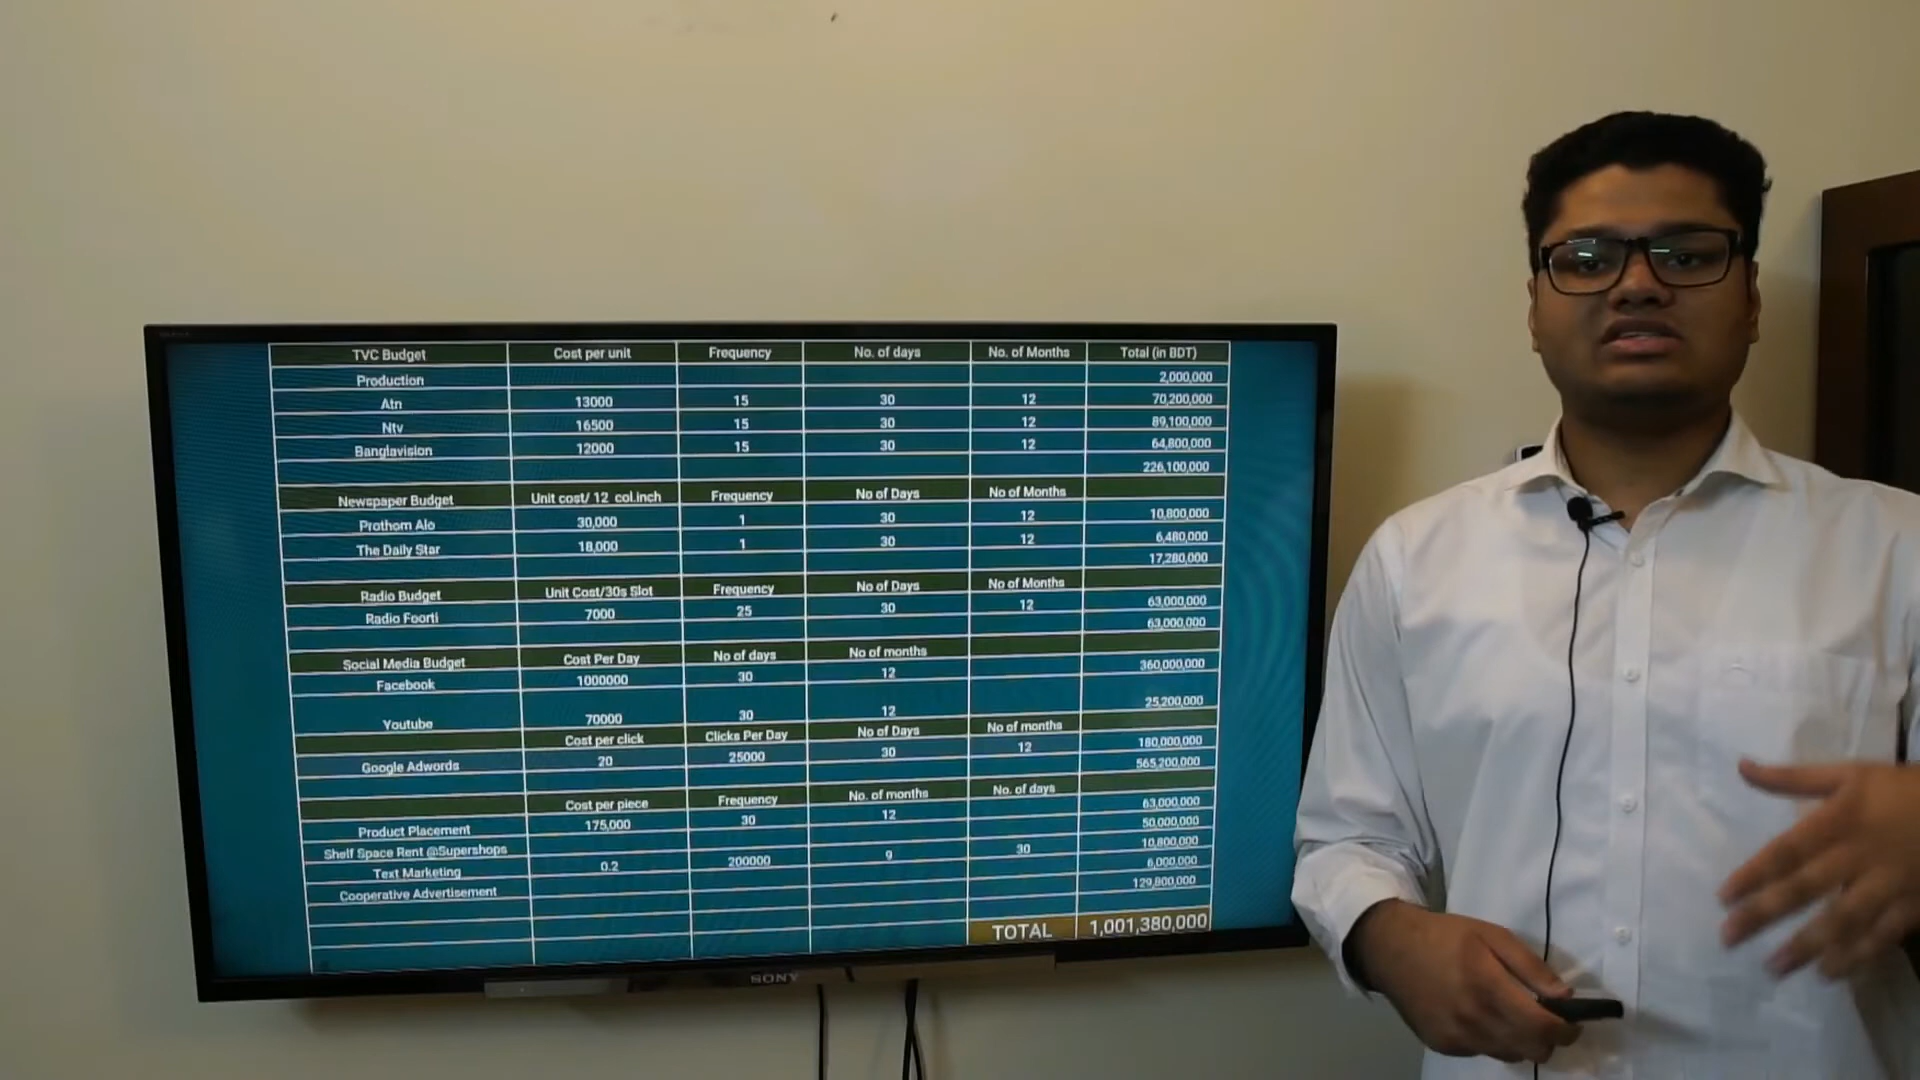 TVC Budget Cost per unit Frequency No. of days No. of Months Total (in BDT)
Production 2,000,000
Atn 13000 15 30 12 70,200,000
Ntv 16500 15 30 12 89,100,000
Banglavision 12000 15 30 12 64,800,000
226,100,000
Newspaper Budget Unit cost/ 12 col.inch Frequency No of Days No of Months
Prothom Alo 30,000 1 30 12 10,800,000
The Daily Star 18,000 1 30 12 6,480,000
17,280,000
Radio Budget Unit Cost/30s Slot Frequency No of Days No of Months
Radio Foorti 7000 25 30 12 63,000,000
63,000,000
Social Media Budget Cost Per Day No of days No of months
Facebook 1000000 30 12 360,000,000
Youtube 70000 30 12 25,200,000
Cost per click Clicks Per Day No of Days No of months
Google Adwords 20 25000 30 12 180,000,000
565,200,000
Cost per piece Frequency No. of months No. of days
Product Placement 175,000 30 12 63,000,000
Shelf Space Rent @Supershops 50,000,000
Text Marketing 0.2 200000 9 30 10,800,000
Cooperative Advertisement 6,000,000
129,800,000
TOTAL 1,001,380,000
SONY